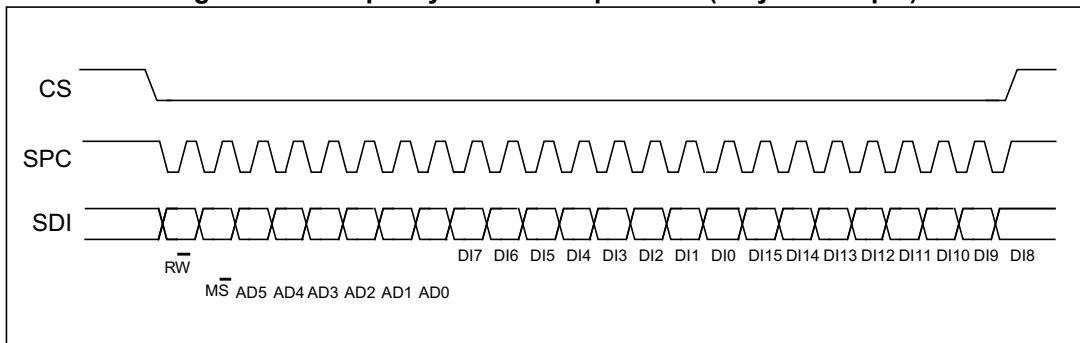 CS
SPC
SDI
DI7 DI6 DI5 DI4 DI3 DI2 DI1 DI0 DI15 DI14 DI13 DI12 DI11 DI10 DI9 DI8
RW̅
MS̅ AD5 AD4 AD3 AD2 AD1 AD0